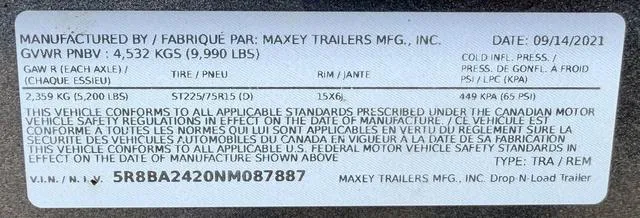 MANUFACTURED BY / FABRIQUÉ PAR: MAXEY TRAILERS MFG., INC. DATE: 09/14/2021
GVWR PNBV : 4,532 KGS (9,990 LBS)
GAW R (EACH AXLE) / (CHAQUE ESSIEU) TIRE / PNEU RIM / JANTE COLD INFL. PRESS. / PRESS. DE GONFL. À FROID PSI / LPC (KPA)
2,359 KG (5,200 LBS) ST225/75R15 (D) 15X6J 449 KPA (65 PSI)
THIS VEHICLE CONFORMS TO ALL APPLICABLE STANDARDS PRESCRIBED UNDER THE CANADIAN MOTOR
VEHICLE SAFETY REGULATIONS IN EFFECT ON THE DATE OF MANUFACTURE. / CE VEHICULE EST
CONFORME A TOUTES LES NORMES QUI LUI SONT APPLICABLES EN VERTU DU REGLEMENT SUR LA
SECURITE DES VEHICULES AUTOMOBILES DU CANADA EN VIGUEUR A LA DATE DE SA FABRICATION
THIS VEHICLE CONFORMS TO ALL APPLICABLE U.S. FEDERAL MOTOR VEHICLE SAFETY STANDARDS IN
EFFECT ON THE DATE OF MANUFACTURE SHOWN ABOVE
TYPE: TRA / REM
V.I.N. / N.I.V. 5R8BA2420NM087887 MAXEY TRAILERS MFG., INC. Drop-N-Load Trailer